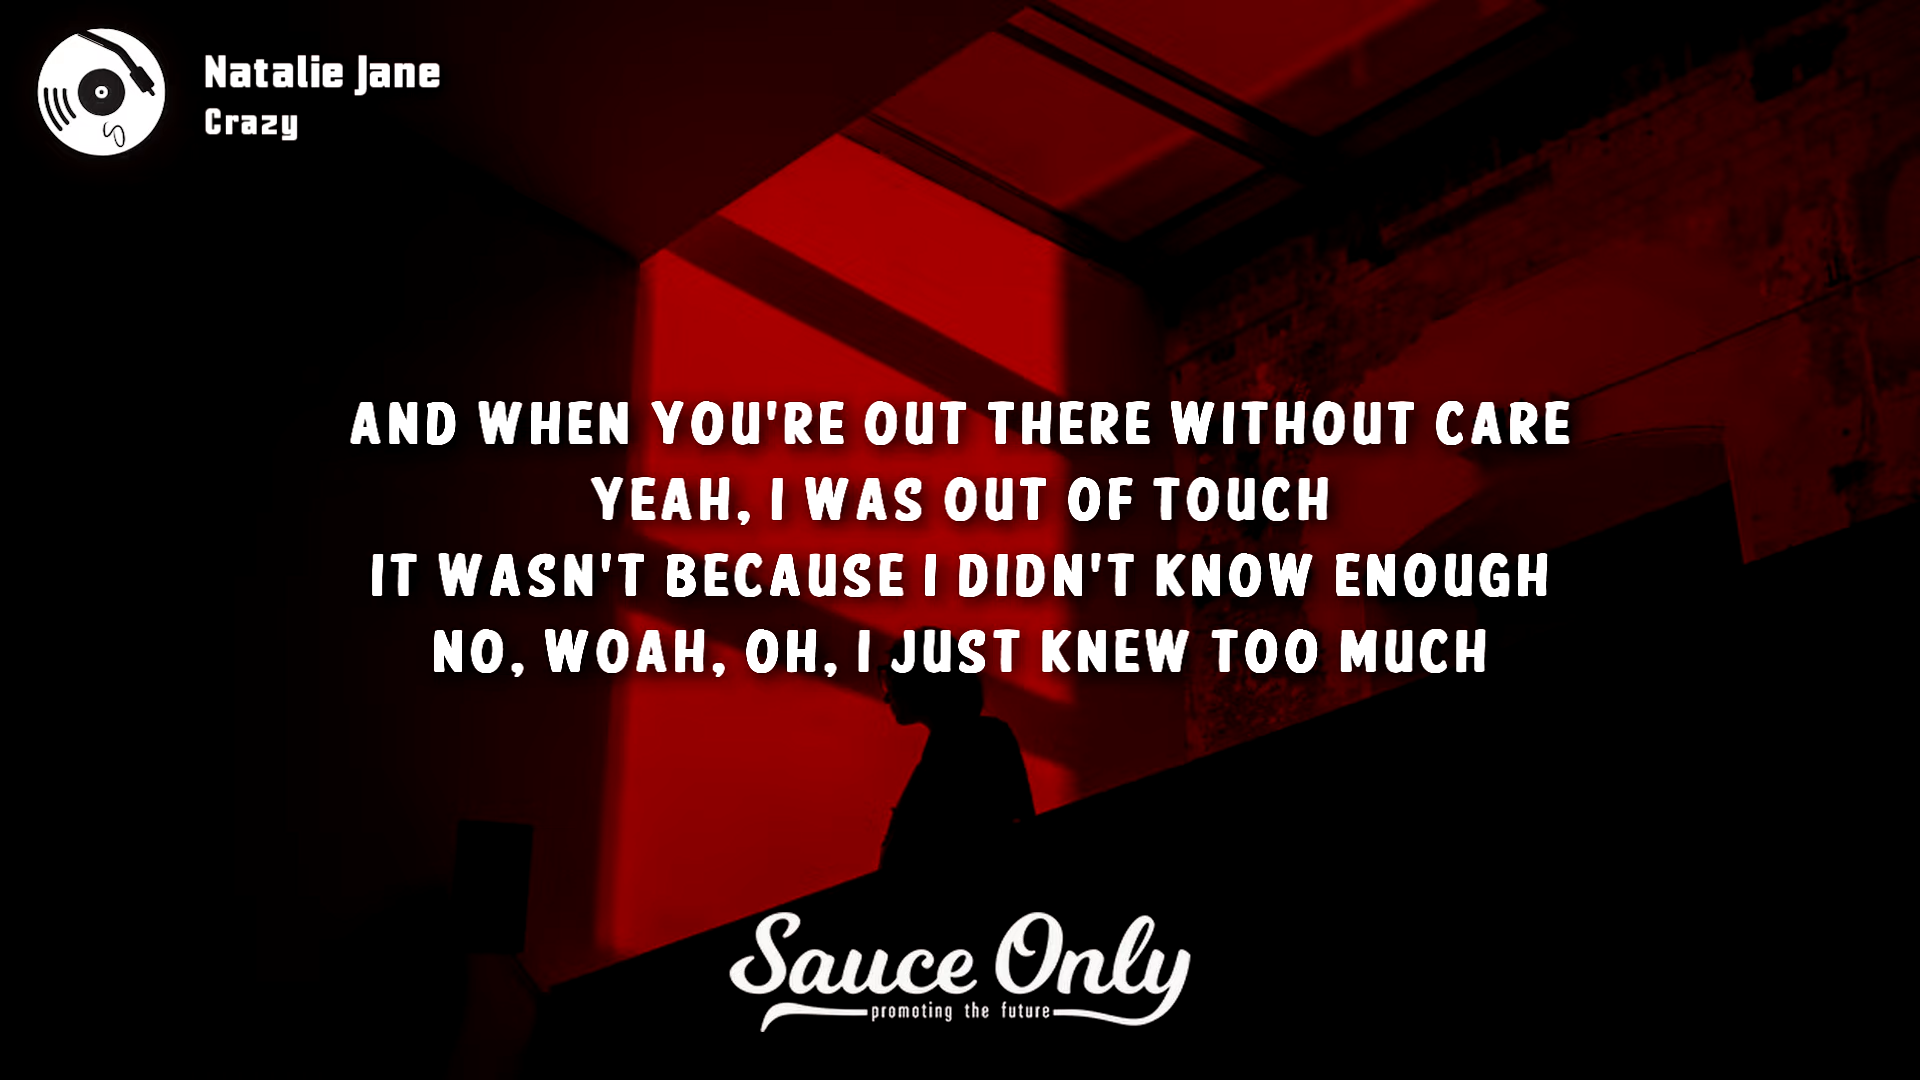 Natalie Jane
Crazy
AND WHEN YOU'RE OUT THERE WITHOUT CARE
YEAH, I WAS OUT OF TOUCH
IT WASN'T BECAUSE I DIDN'T KNOW ENOUGH
NO, WOAH, OH, I JUST KNEW TOO MUCH
Sauce Only
promoting the future